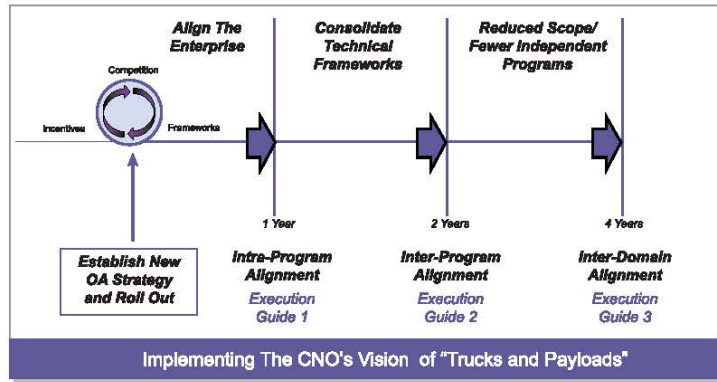 Align The
Enterprise
Consolidate
Technical
Frameworks
Reduced Scope/
Fewer Independent
Programs
Competition
Incentives
Frameworks
1 Year
2 Years
4 Years
Establish New
OA Strategy
and Roll Out
Intra-Program
Alignment
Execution
Guide 1
Inter-Program
Alignment
Execution
Guide 2
Inter-Domain
Alignment
Execution
Guide 3
Implementing The CNO's Vision of "Trucks and Payloads"